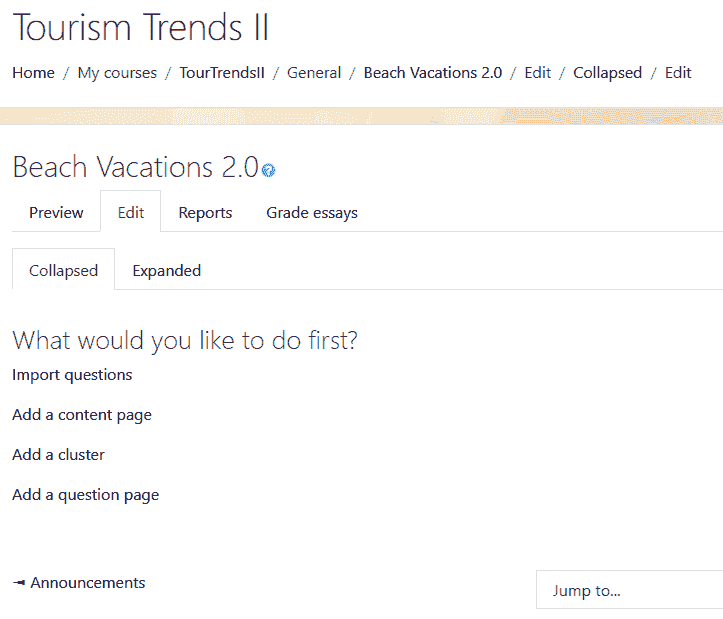 Tourism Trends II
Home / My courses / TourTrendsII / General / Beach Vacations 2.0 / Edit / Collapsed / Edit
Beach Vacations 2.0
Preview Edit Reports Grade essays
Collapsed Expanded
What would you like to do first?
Import questions
Add a content page
Add a cluster
Add a question page
◄ Announcements
Jump to...